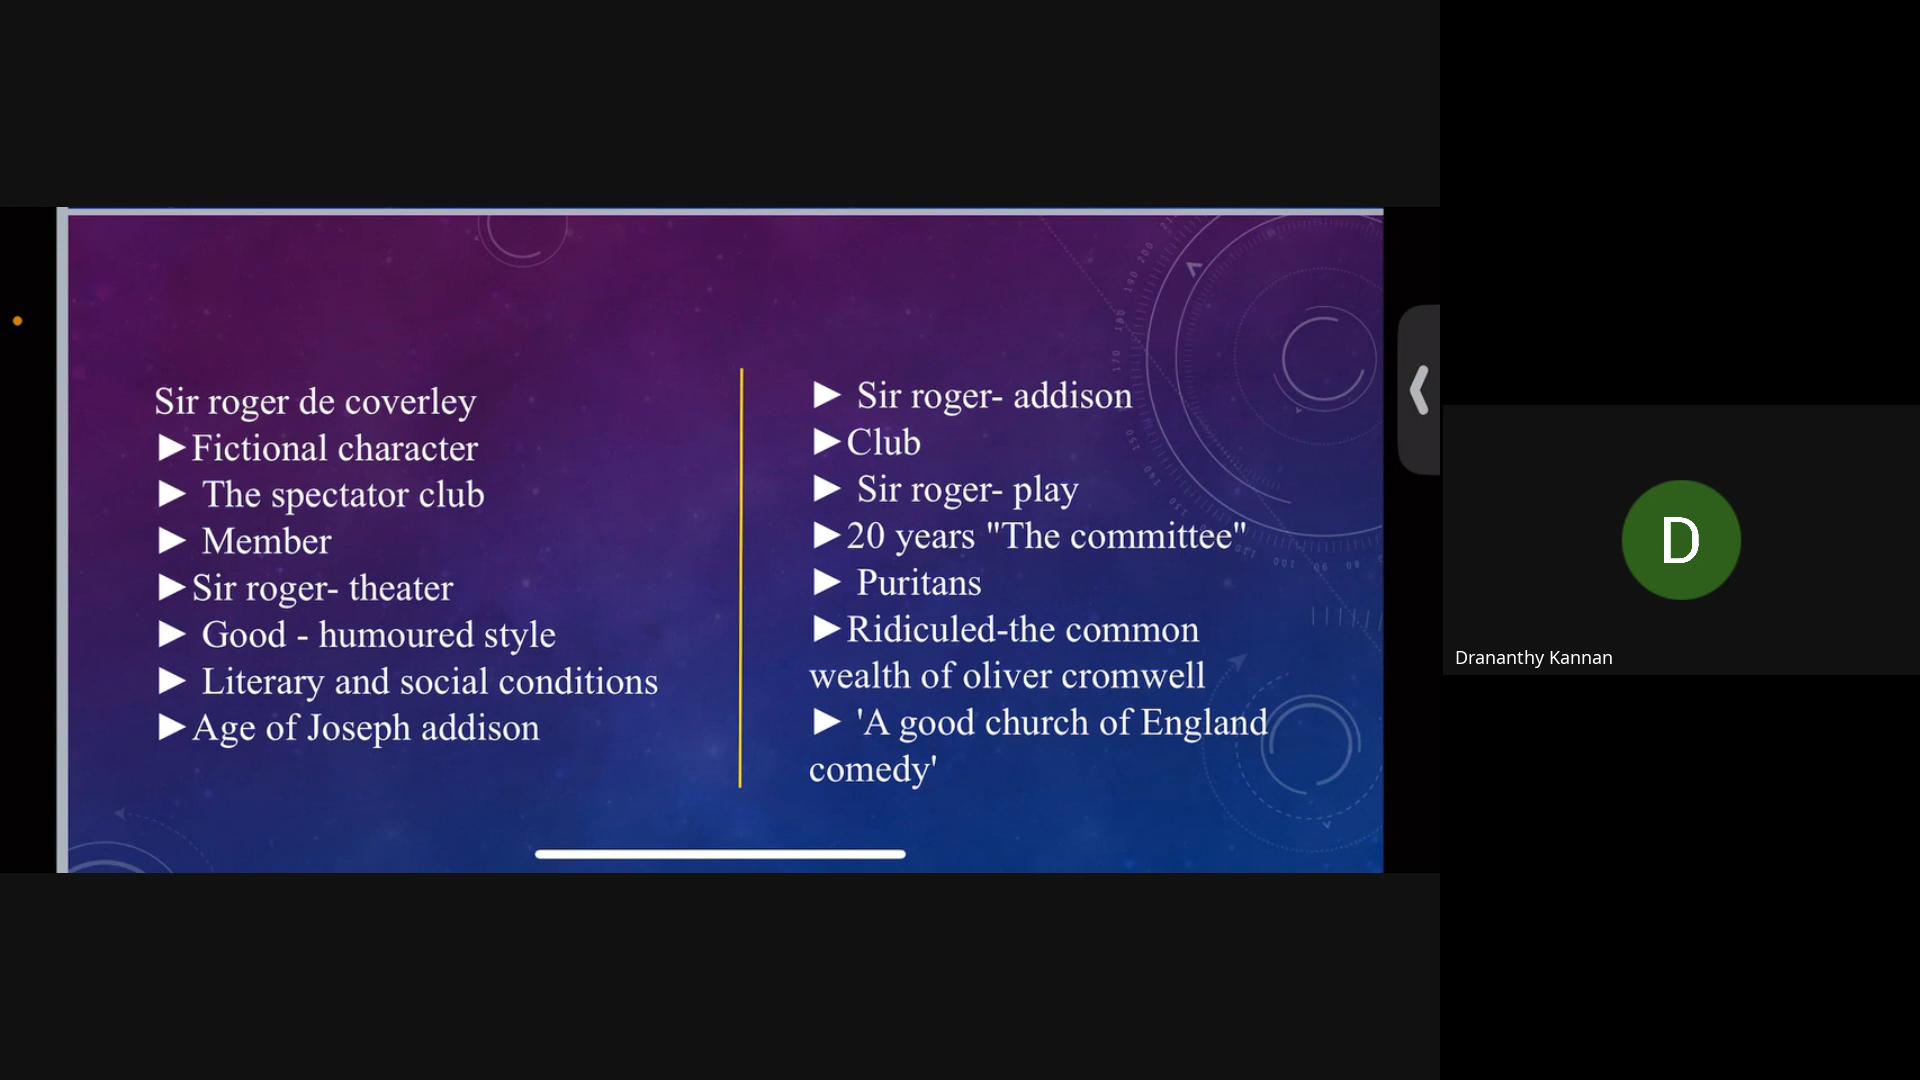 Sir roger de coverley
►Fictional character
► The spectator club
► Member
►Sir roger- theater
► Good - humoured style
► Literary and social conditions
►Age of Joseph addison
► Sir roger- addison
►Club
► Sir roger- play
►20 years "The committee"
► Puritans
►Ridiculed-the common
wealth of oliver cromwell
► 'A good church of England
comedy'
D
Drananthy Kannan